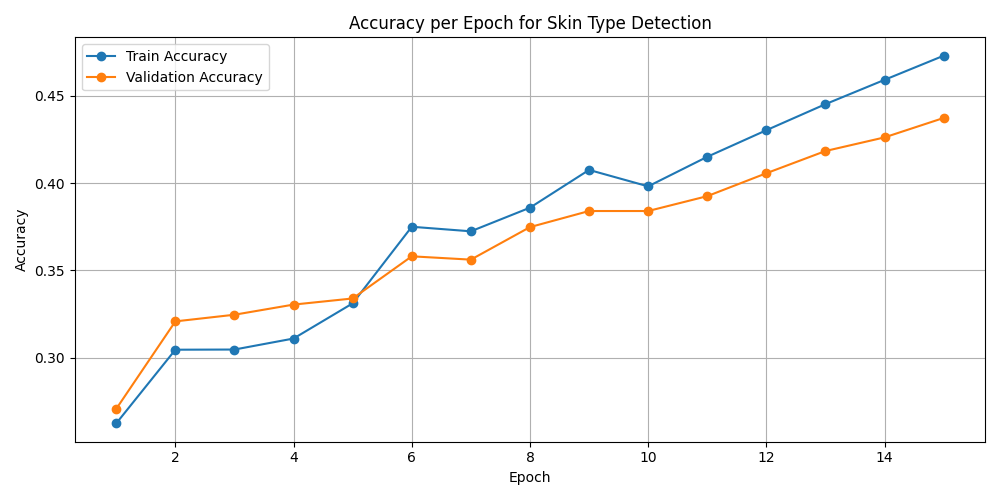 Accuracy per Epoch for Skin Type Detection
Train Accuracy
Validation Accuracy
Accuracy
0.45
0.40
0.35
0.30
2 4 6 8 10 12 14
Epoch